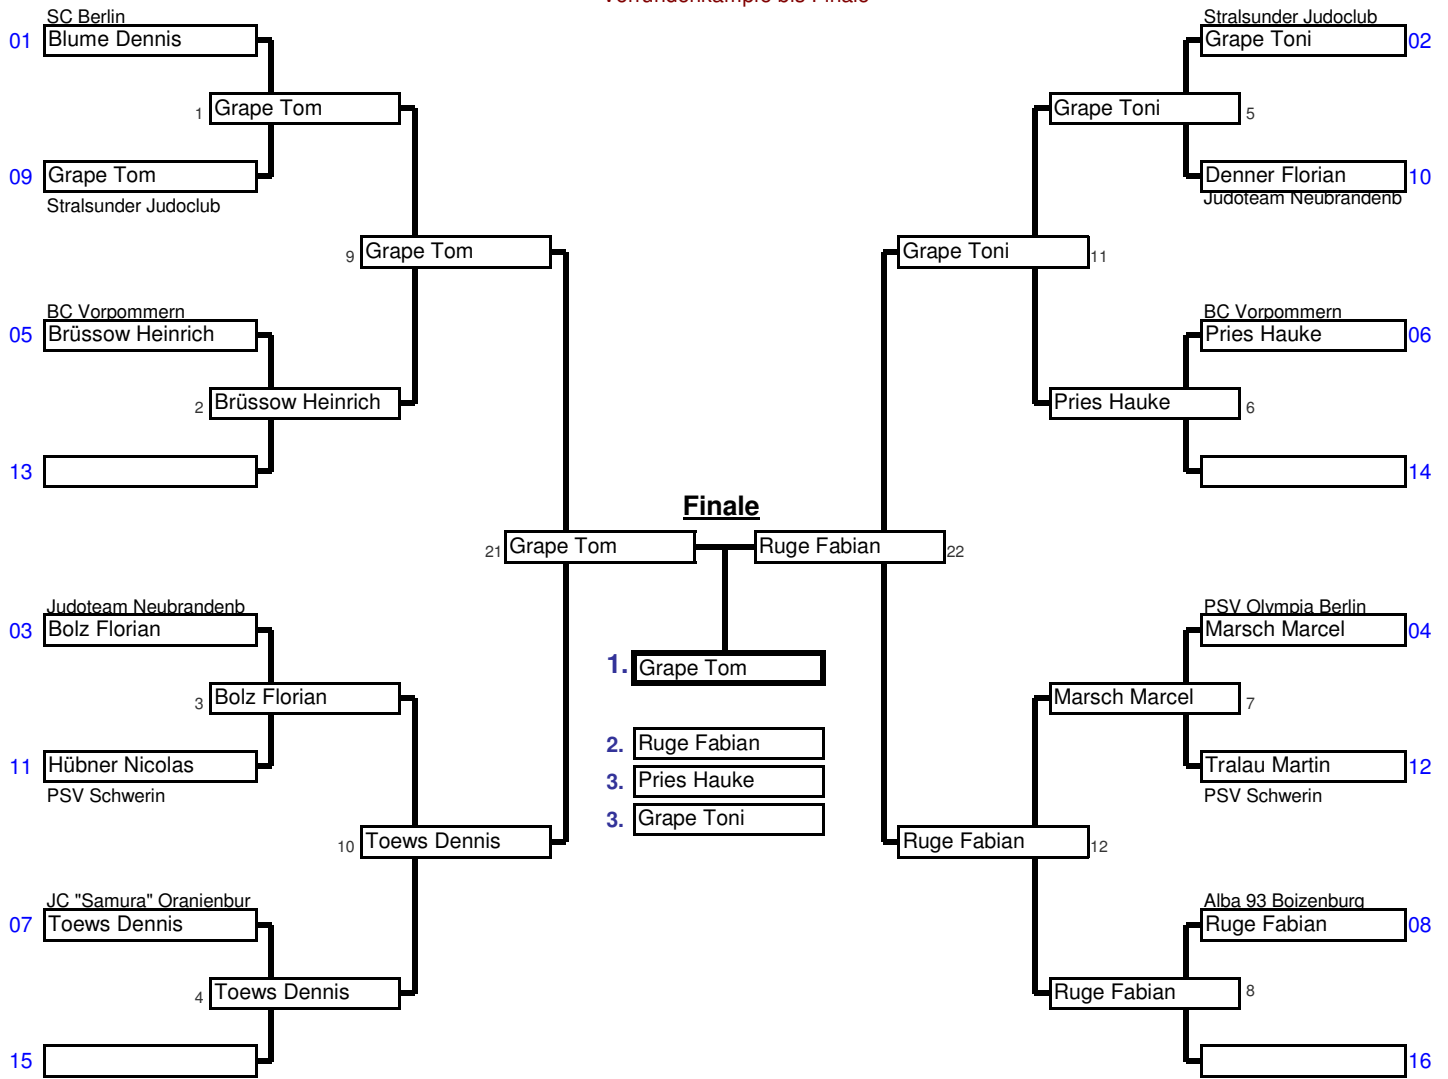 Vorrundenkämpfe bis Finale
SC Berlin
01 Blume Dennis
1 Grape Tom
09 Grape Tom
Stralsunder Judoclub
9 Grape Tom
BC Vorpommern
05 Brüssow Heinrich
2 Brüssow Heinrich
13
21 Grape Tom
Judoteam Neubrandenb
03 Bolz Florian
3 Bolz Florian
11 Hübner Nicolas
PSV Schwerin
10 Toews Dennis
JC "Samura" Oranienbur
07 Toews Dennis
4 Toews Dennis
15
Finale
1. Grape Tom
2. Ruge Fabian
3. Pries Hauke
3. Grape Toni
Stralsunder Judoclub
Grape Toni 02
Grape Toni 5
Denner Florian 10
Judoteam Neubrandenb
Grape Toni 11
BC Vorpommern
Pries Hauke 06
Pries Hauke 6
14
Ruge Fabian 22
PSV Olympia Berlin
Marsch Marcel 04
Marsch Marcel 7
Tralau Martin 12
PSV Schwerin
Ruge Fabian 12
Alba 93 Boizenburg
Ruge Fabian 08
Ruge Fabian 8
16